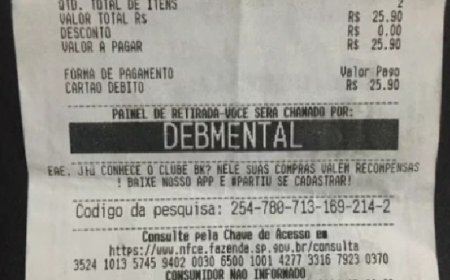 QTD. TOTAL DE ITENS 2
VALOR TOTAL R$ R$ 25.90
DESCONTO R$ 0.00
VALOR A PAGAR R$ 25.90
FORMA DE PAGAMENTO Valor Pago
CARTAO DEBITO R$ 25.90
PAINEL DE RETIRADA-VOCE SERA CHAMADO POR:
DEBMENTAL
EAE, CONHECE O CLUBE BK? NELE SUAS COMPRAS VALEM RECOMPENSAS
! BAIXE NOSSO APP E #PARTIU SE CADASTRAR!
Codigo da pesquisa: 254-780-713-169-214-2
Consulte pela Chave de Acesso em
https://www.nfce.fazenda.sp.gov.br/consulta
3524 1013 5745 9402 0030 6500 1001 4277 3316 7923 0370
CONSUMIDOR NAO INFORMADO